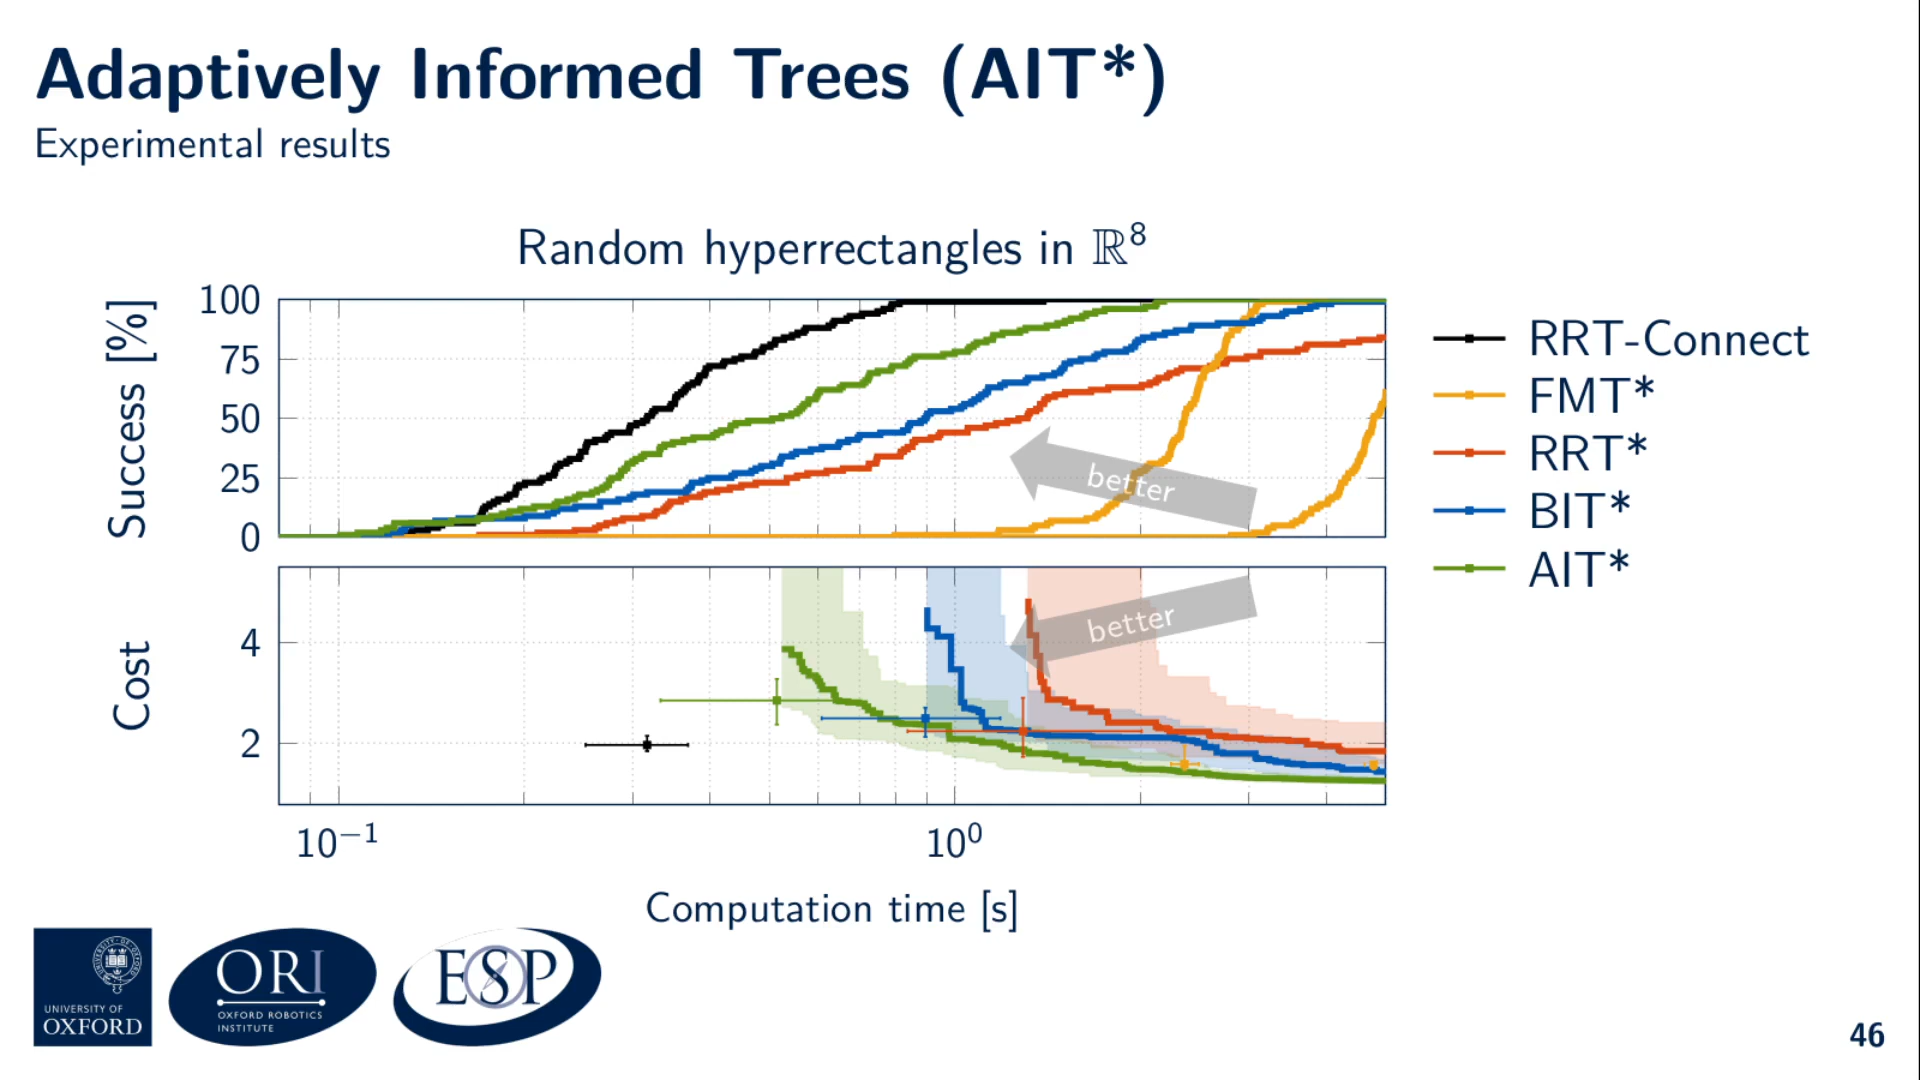 Adaptively Informed Trees (AIT*)
Experimental results
Random hyperrectangles in ℝ⁸
Success [%]
100
75
50
25
0
better
Cost
4
2
better
10⁻¹
10⁰
Computation time [s]
RRT-Connect
FMT*
RRT*
BIT*
AIT*
UNIVERSITY OF
OXFORD
ORI
OXFORD ROBOTICS
INSTITUTE
ESP
46